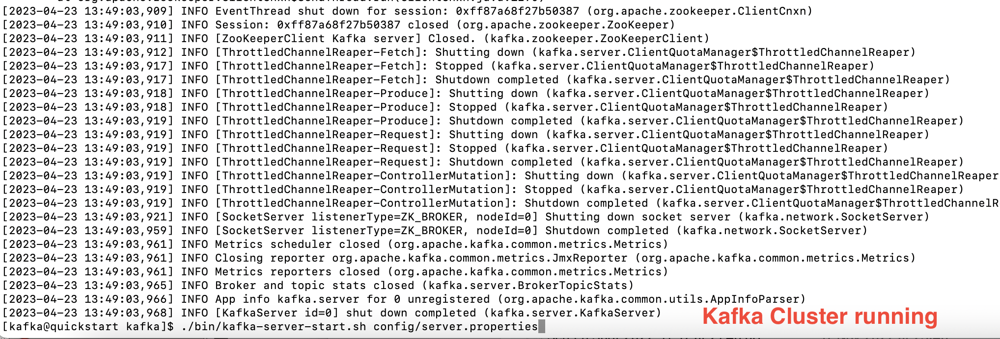 [2023-04-23 13:49:03,909] INFO EventThread shut down for session: 0xff87a68f27b50387 (org.apache.zookeeper.ClientCnxn)
[2023-04-23 13:49:03,910] INFO Session: 0xff87a68f27b50387 closed (org.apache.zookeeper.ZooKeeper)
[2023-04-23 13:49:03,911] INFO [ZooKeeperClient Kafka server] Closed. (kafka.zookeeper.ZooKeeperClient)
[2023-04-23 13:49:03,912] INFO [ThrottledChannelReaper-Fetch]: Shutting down (kafka.server.ClientQuotaManager$ThrottledChannelReaper)
[2023-04-23 13:49:03,917] INFO [ThrottledChannelReaper-Fetch]: Stopped (kafka.server.ClientQuotaManager$ThrottledChannelReaper)
[2023-04-23 13:49:03,917] INFO [ThrottledChannelReaper-Fetch]: Shutdown completed (kafka.server.ClientQuotaManager$ThrottledChannelReaper)
[2023-04-23 13:49:03,918] INFO [ThrottledChannelReaper-Produce]: Shutting down (kafka.server.ClientQuotaManager$ThrottledChannelReaper)
[2023-04-23 13:49:03,918] INFO [ThrottledChannelReaper-Produce]: Stopped (kafka.server.ClientQuotaManager$ThrottledChannelReaper)
[2023-04-23 13:49:03,919] INFO [ThrottledChannelReaper-Produce]: Shutdown completed (kafka.server.ClientQuotaManager$ThrottledChannelReaper)
[2023-04-23 13:49:03,919] INFO [ThrottledChannelReaper-Request]: Shutting down (kafka.server.ClientQuotaManager$ThrottledChannelReaper)
[2023-04-23 13:49:03,919] INFO [ThrottledChannelReaper-Request]: Stopped (kafka.server.ClientQuotaManager$ThrottledChannelReaper)
[2023-04-23 13:49:03,919] INFO [ThrottledChannelReaper-Request]: Shutdown completed (kafka.server.ClientQuotaManager$ThrottledChannelReaper)
[2023-04-23 13:49:03,919] INFO [ThrottledChannelReaper-ControllerMutation]: Shutting down (kafka.server.ClientQuotaManager$ThrottledChannelReaper
[2023-04-23 13:49:03,919] INFO [ThrottledChannelReaper-ControllerMutation]: Stopped (kafka.server.ClientQuotaManager$ThrottledChannelReaper)
[2023-04-23 13:49:03,919] INFO [ThrottledChannelReaper-ControllerMutation]: Shutdown completed (kafka.server.ClientQuotaManager$ThrottledChannelR
[2023-04-23 13:49:03,921] INFO [SocketServer listenerType=ZK_BROKER, nodeId=0] Shutting down socket server (kafka.network.SocketServer)
[2023-04-23 13:49:03,959] INFO [SocketServer listenerType=ZK_BROKER, nodeId=0] Shutdown completed (kafka.network.SocketServer)
[2023-04-23 13:49:03,961] INFO Metrics scheduler closed (org.apache.kafka.common.metrics.Metrics)
[2023-04-23 13:49:03,961] INFO Closing reporter org.apache.kafka.common.metrics.JmxReporter (org.apache.kafka.common.metrics.Metrics)
[2023-04-23 13:49:03,961] INFO Metrics reporters closed (org.apache.kafka.common.metrics.Metrics)
[2023-04-23 13:49:03,965] INFO Broker and topic stats closed (kafka.server.BrokerTopicStats)
[2023-04-23 13:49:03,966] INFO App info kafka.server for 0 unregistered (org.apache.kafka.common.utils.AppInfoParser)
[2023-04-23 13:49:03,968] INFO [KafkaServer id=0] shut down completed (kafka.server.KafkaServer)
Kafka Cluster running
[kafka@quickstart kafka]$ ./bin/kafka-server-start.sh config/server.properties